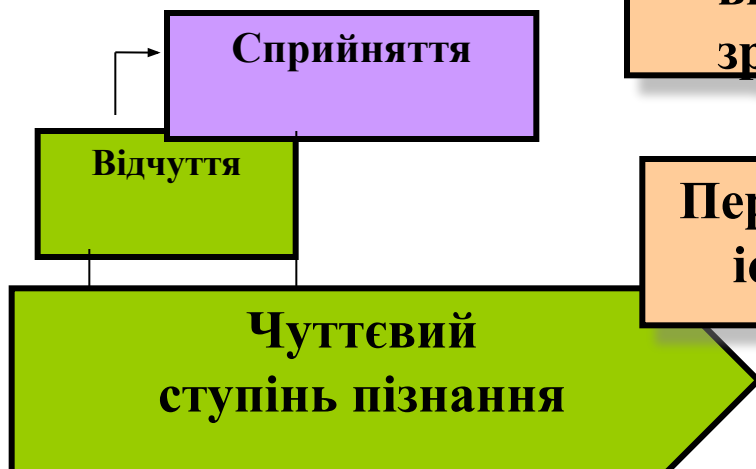 Сприйняття
Відчуття
Чуттєвий
ступінь пізнання